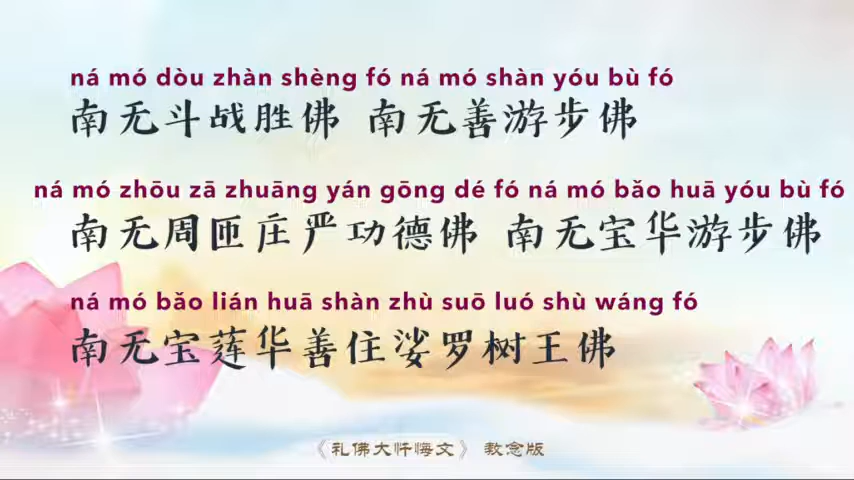 ná mó dòu zhàn shèng fó ná mó shàn yóu bù fó
南无斗战胜佛 南无善游步佛
ná mó zhōu zā zhuāng yán gōng dé fó ná mó bǎo huā yóu bù fó
南无周匝庄严功德佛 南无宝华游步佛
ná mó bǎo lián huā shàn zhù suō luó shù wáng fó
南无宝莲华善住娑罗树王佛
《礼佛大忏悔文》 教念版